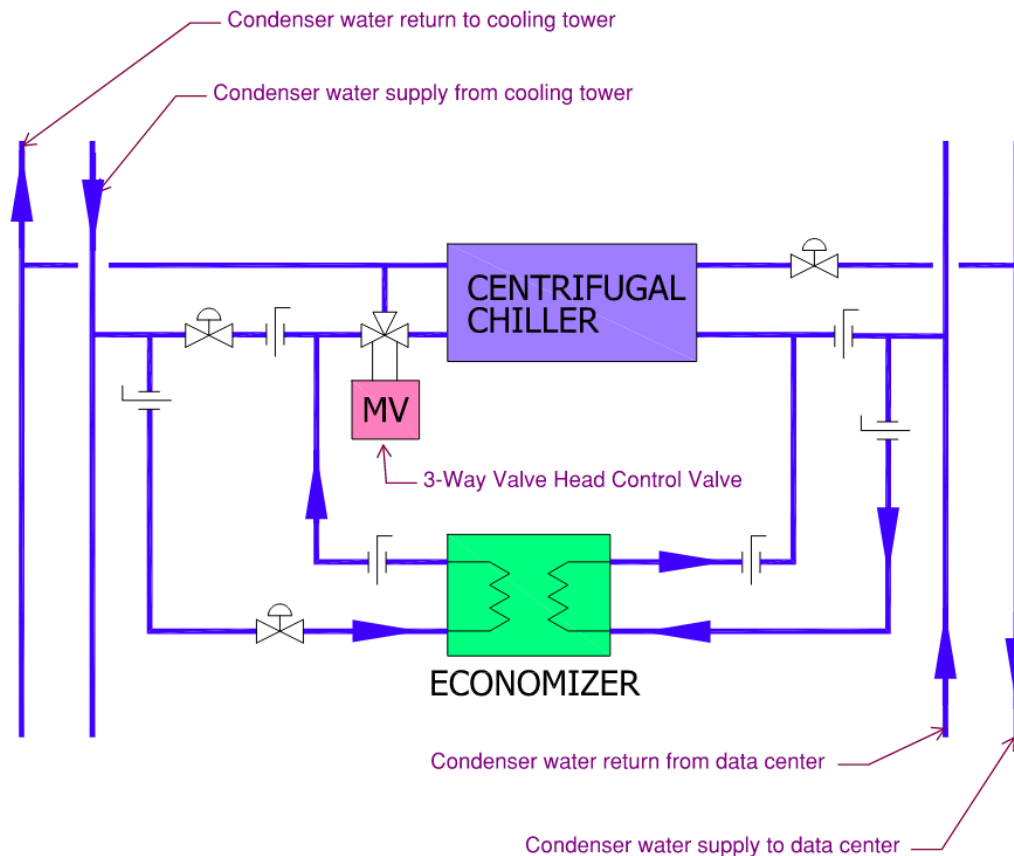 Condenser water return to cooling tower
Condenser water supply from cooling tower
CENTRIFUGAL
CHILLER
MV
3-Way Valve Head Control Valve
ECONOMIZER
Condenser water return from data center
Condenser water supply to data center